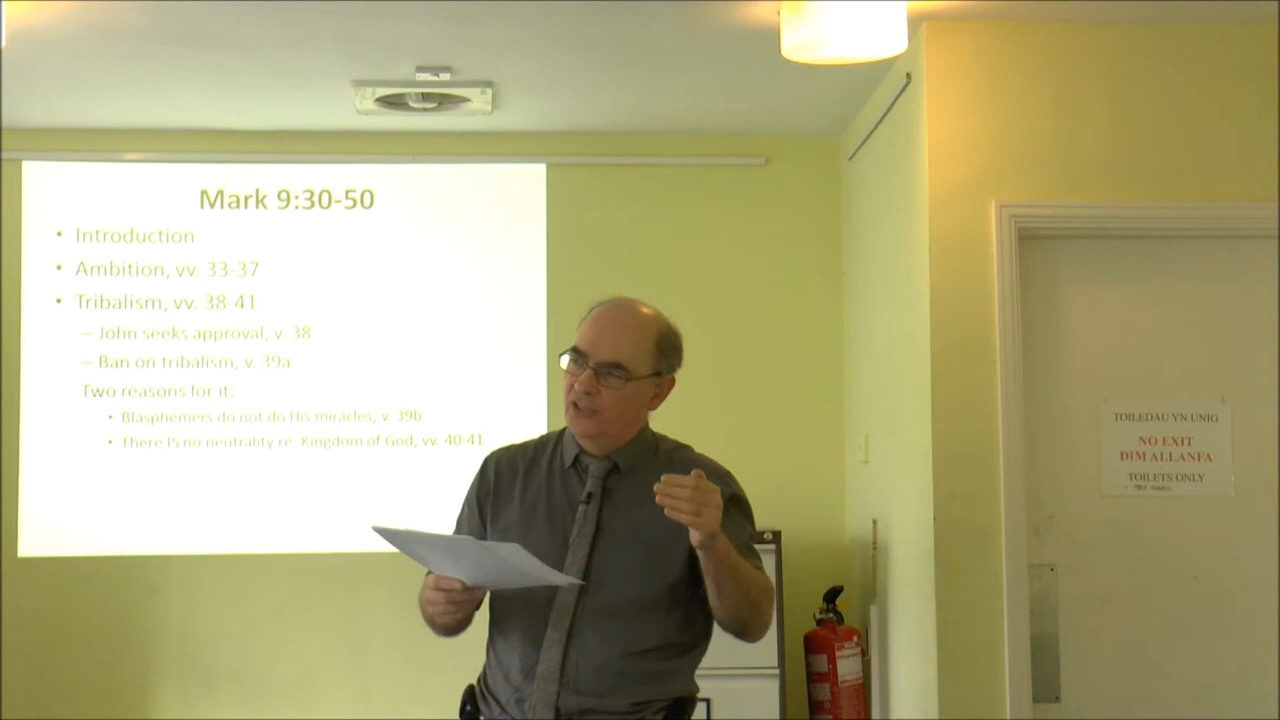 Mark 9:30-50
• Introduction
• Ambition, vv. 33-37
• Tribalism, vv. 38-41
– John seeks approval, v. 38
– Ban on tribalism, v. 39a
Two reasons for it:
• Blasphemers do not do His miracles, v. 39b
• There IS no neutrality re Kingdom of God, vv. 40-41
TOILEDAU YN UNIG
NO EXIT
DIM ALLANFA
TOILETS ONLY